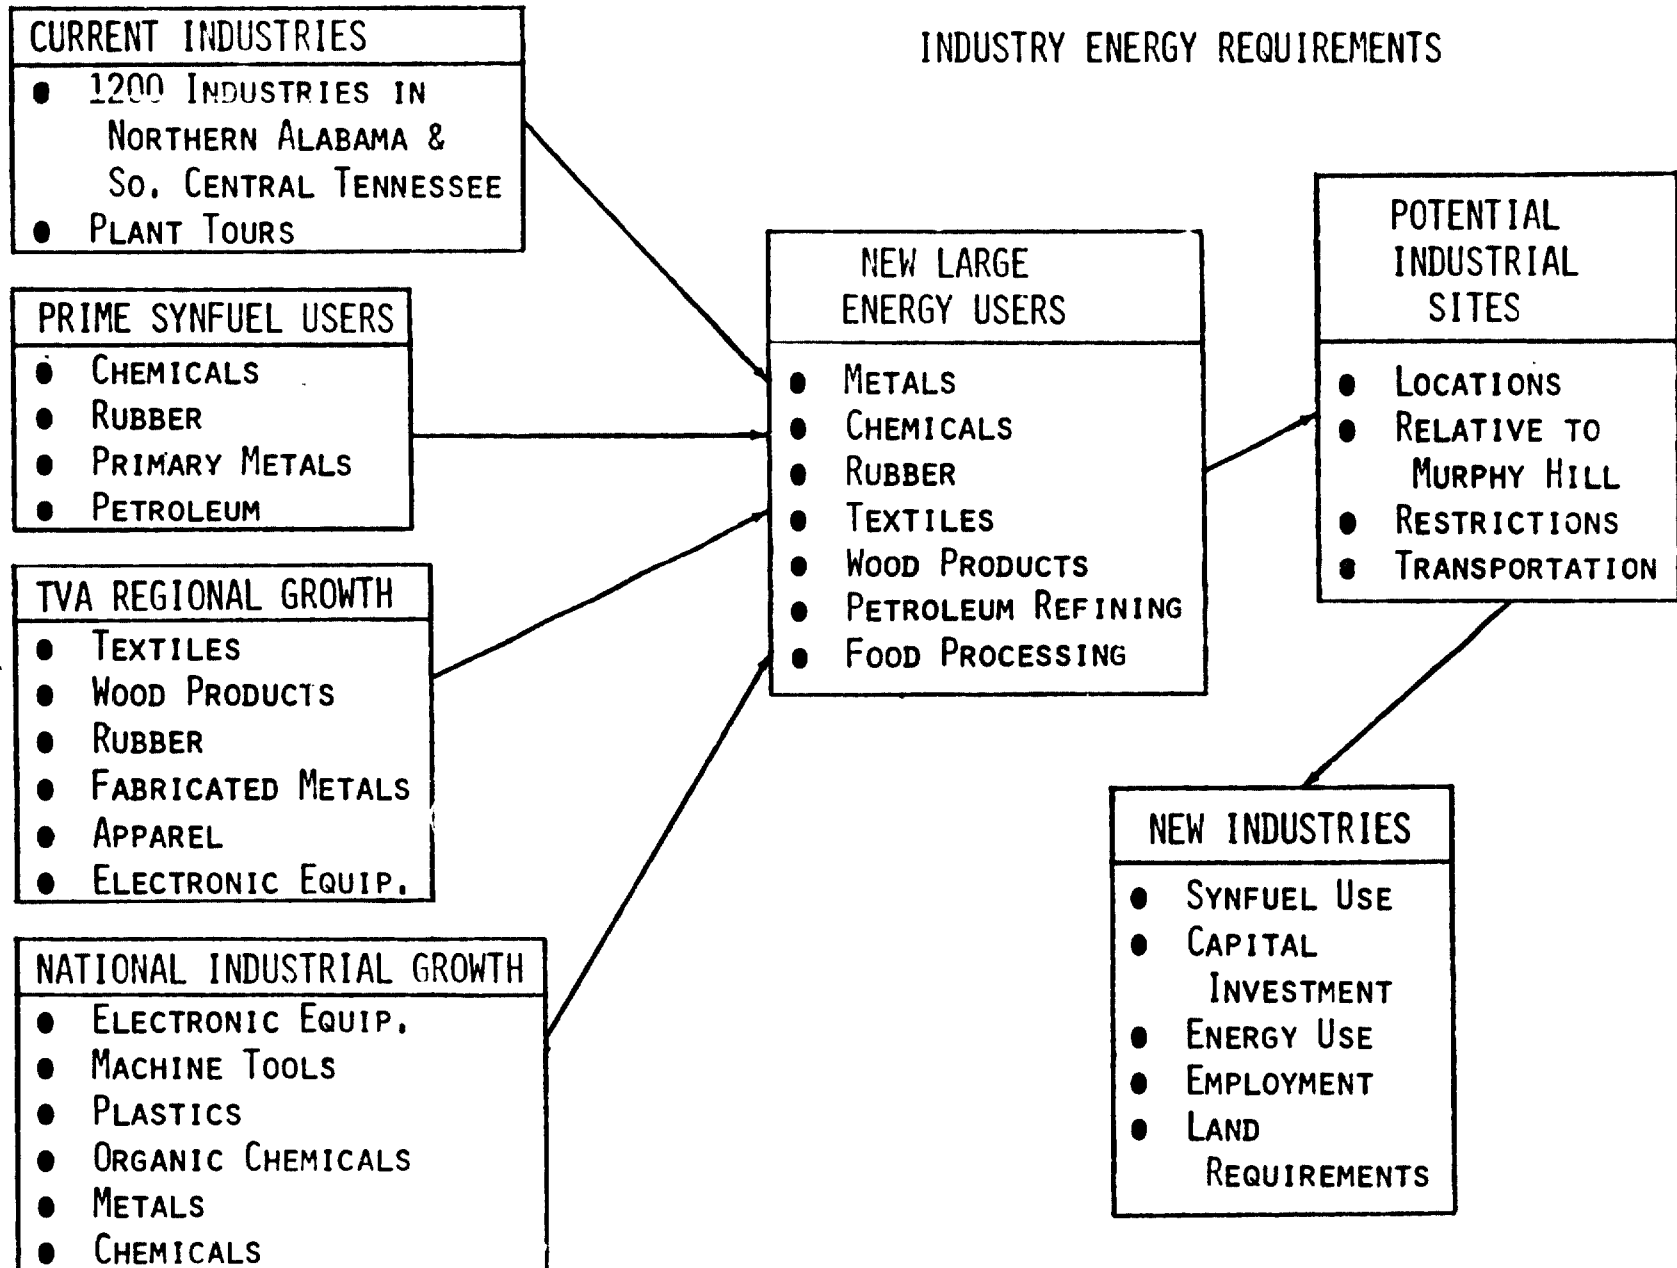 INDUSTRY ENERGY REQUIREMENTS
CURRENT INDUSTRIES
● 1200 INDUSTRIES IN
NORTHERN ALABAMA &
SO. CENTRAL TENNESSEE
● PLANT TOURS
PRIME SYNFUEL USERS
● CHEMICALS
● RUBBER
● PRIMARY METALS
● PETROLEUM
TVA REGIONAL GROWTH
● TEXTILES
● WOOD PRODUCTS
● RUBBER
● FABRICATED METALS
● APPAREL
● ELECTRONIC EQUIP.
NATIONAL INDUSTRIAL GROWTH
● ELECTRONIC EQUIP.
● MACHINE TOOLS
● PLASTICS
● ORGANIC CHEMICALS
● METALS
● CHEMICALS
NEW LARGE
ENERGY USERS
● METALS
● CHEMICALS
● RUBBER
● TEXTILES
● WOOD PRODUCTS
● PETROLEUM REFINING
● FOOD PROCESSING
POTENTIAL
INDUSTRIAL
SITES
● LOCATIONS
● RELATIVE TO
MURPHY HILL
● RESTRICTIONS
● TRANSPORTATION
NEW INDUSTRIES
● SYNFUEL USE
● CAPITAL
INVESTMENT
● ENERGY USE
● EMPLOYMENT
● LAND
REQUIREMENTS